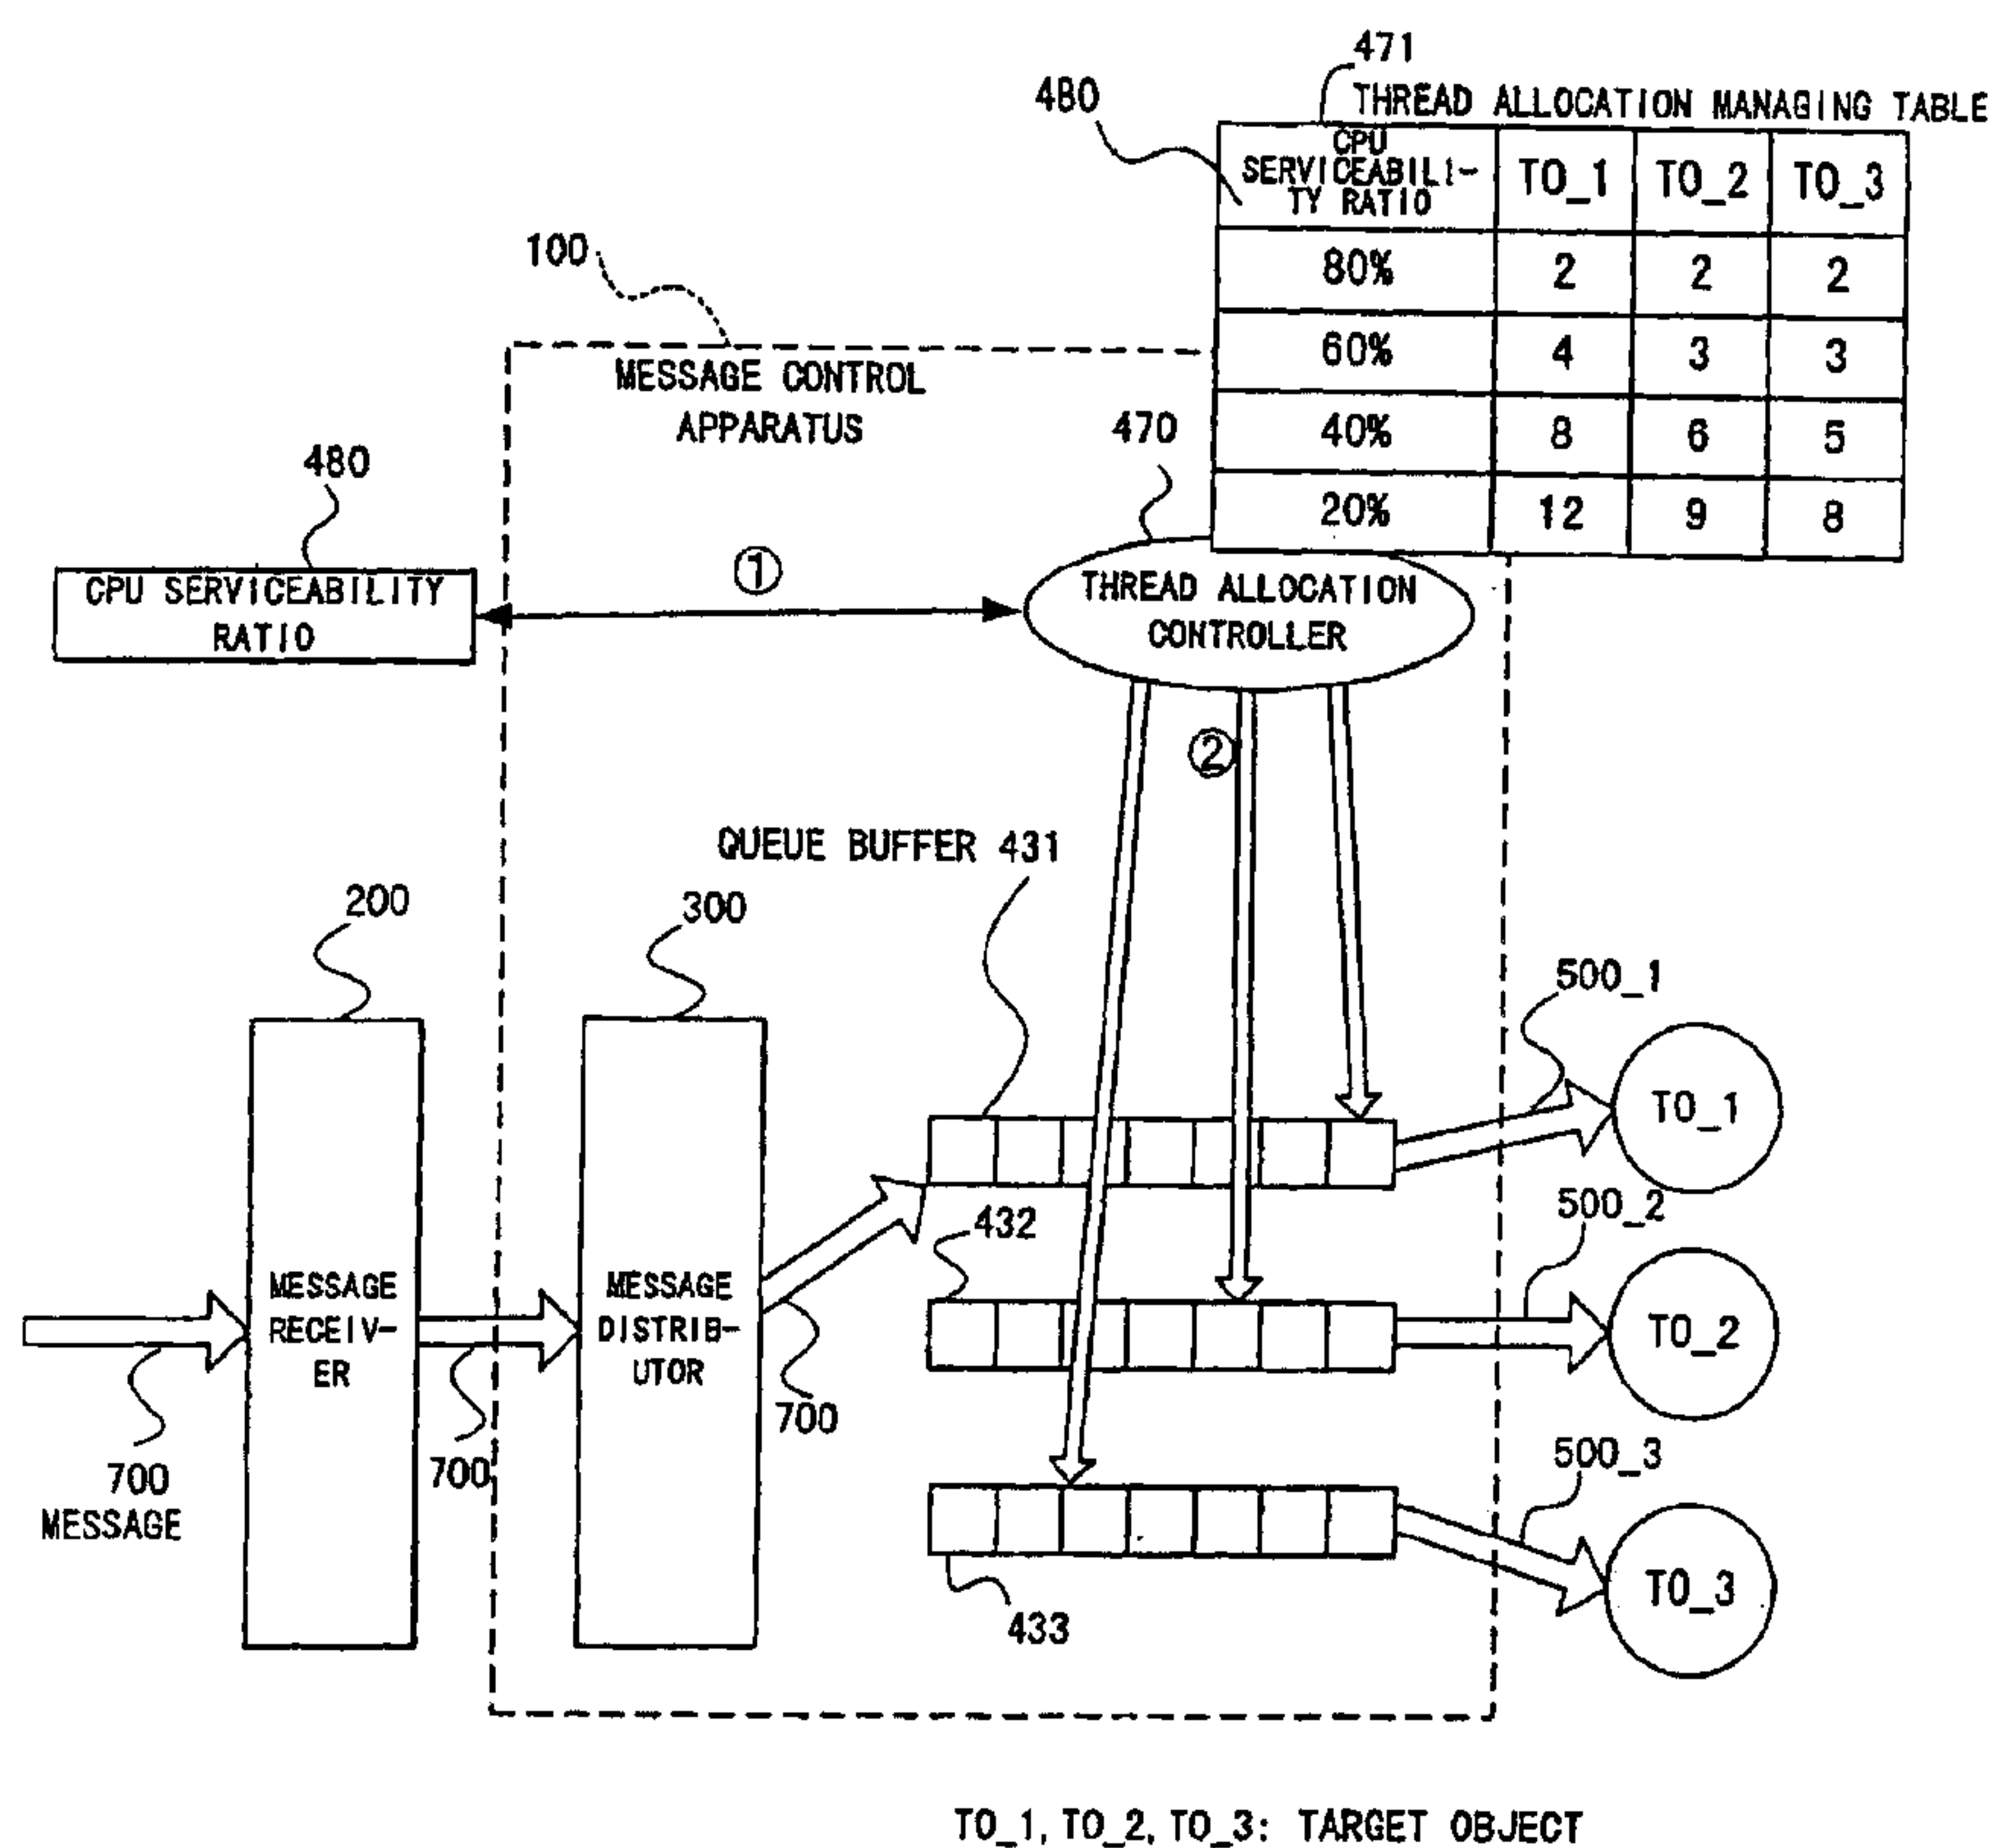 471
480
THREAD ALLOCATION MANAGING TABLE
CPU
SERVICEABILI-
TY RATIO
TO_1
TO_2
TO_3
80%
2
2
2
60%
4
3
3
40%
8
6
5
20%
12
9
8
100
MESSAGE CONTROL
APPARATUS
470
480
①
CPU SERVICEABILITY
RATIO
THREAD ALLOCATION
CONTROLLER
②
QUEUE BUFFER 431
200
300
500_1
TO_1
432
500_2
MESSAGE
RECEIV-
ER
MESSAGE
DISTRIB-
UTOR
TO_2
700
700
700
MESSAGE
500_3
TO_3
433
TO_1, TO_2, TO_3: TARGET OBJECT